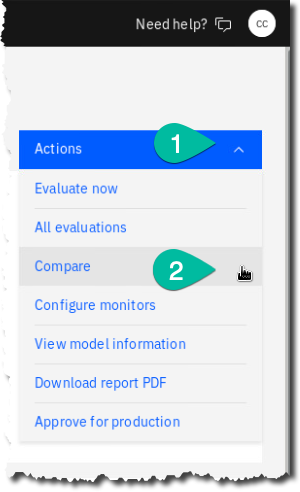 Need help?
CC
Actions
1
Evaluate now
All evaluations
Compare
2
Configure monitors
View model information
Download report PDF
Approve for production